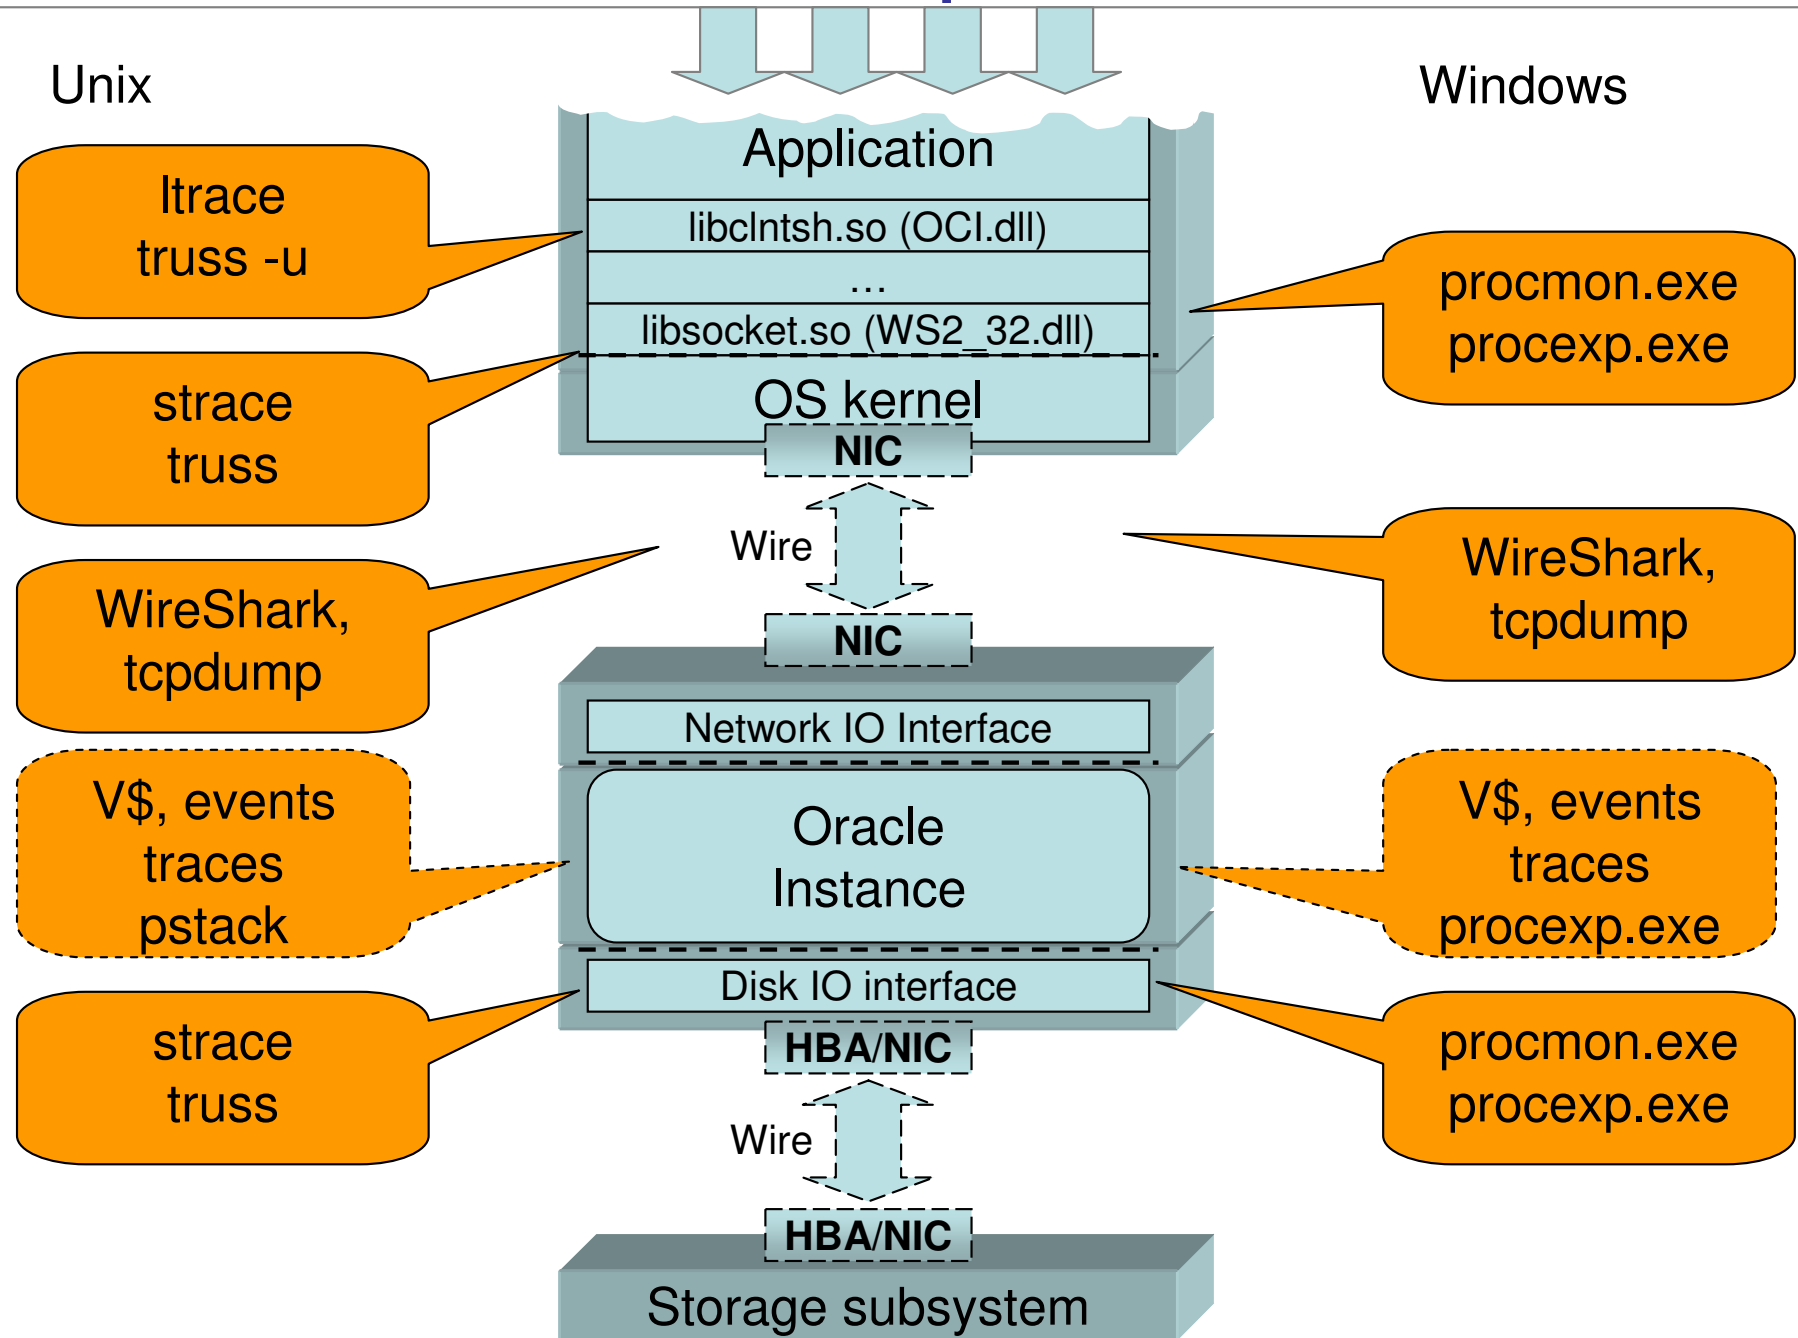 Unix
Windows
Application
libclntsh.so (OCI.dll)
...
libsocket.so (WS2_32.dll)
OS kernel
NIC
Wire
NIC
Network IO Interface
Oracle
Instance
Disk IO interface
HBA/NIC
Wire
HBA/NIC
Storage subsystem
ltrace
truss -u
strace
truss
WireShark,
tcpdump
V$, events
traces
pstack
strace
truss
procmon.exe
procexp.exe
WireShark,
tcpdump
V$, events
traces
procexp.exe
procmon.exe
procexp.exe